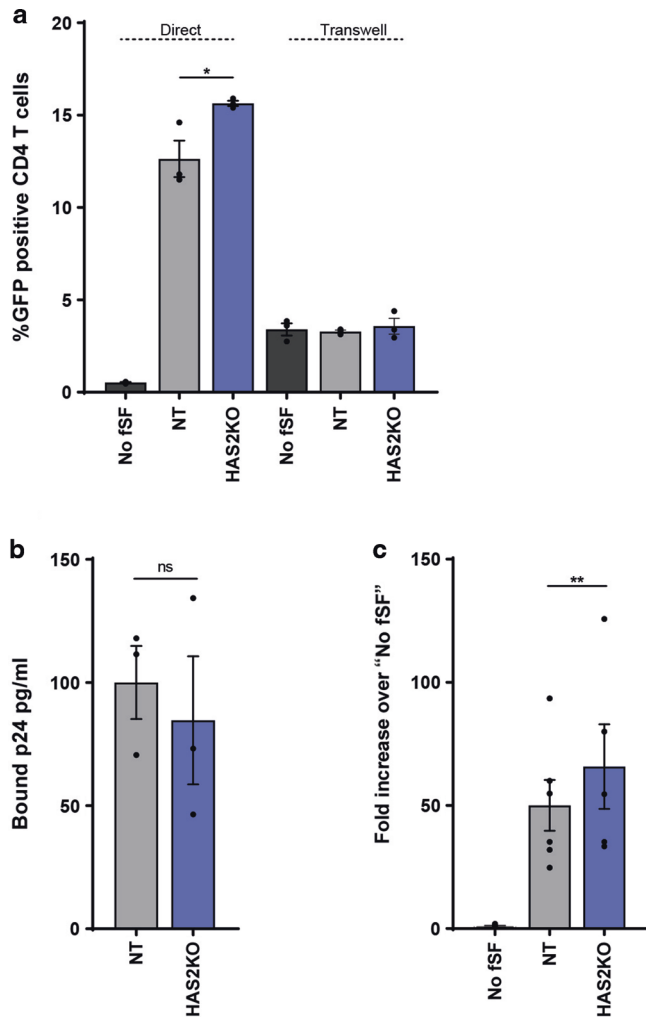 a
%GFP positive CD4 T cells
20
15
10
5
0
Direct
Transwell
*
No fSF
NT
HAS2KO
No fSF
NT
HAS2KO
b
Bound p24 pg/ml
150
100
50
0
ns
NT
HAS2KO
c
Fold increase over “No fSF”
150
100
50
0
**
No fSF
NT
HAS2KO